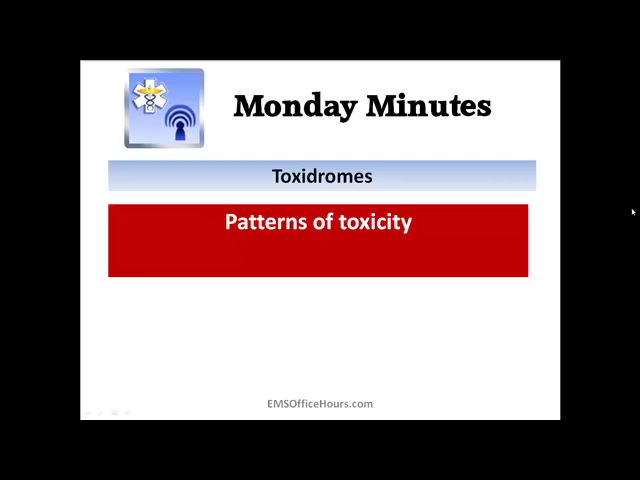 Monday Minutes
Toxidromes
Patterns of toxicity
EMSOfficeHours.com